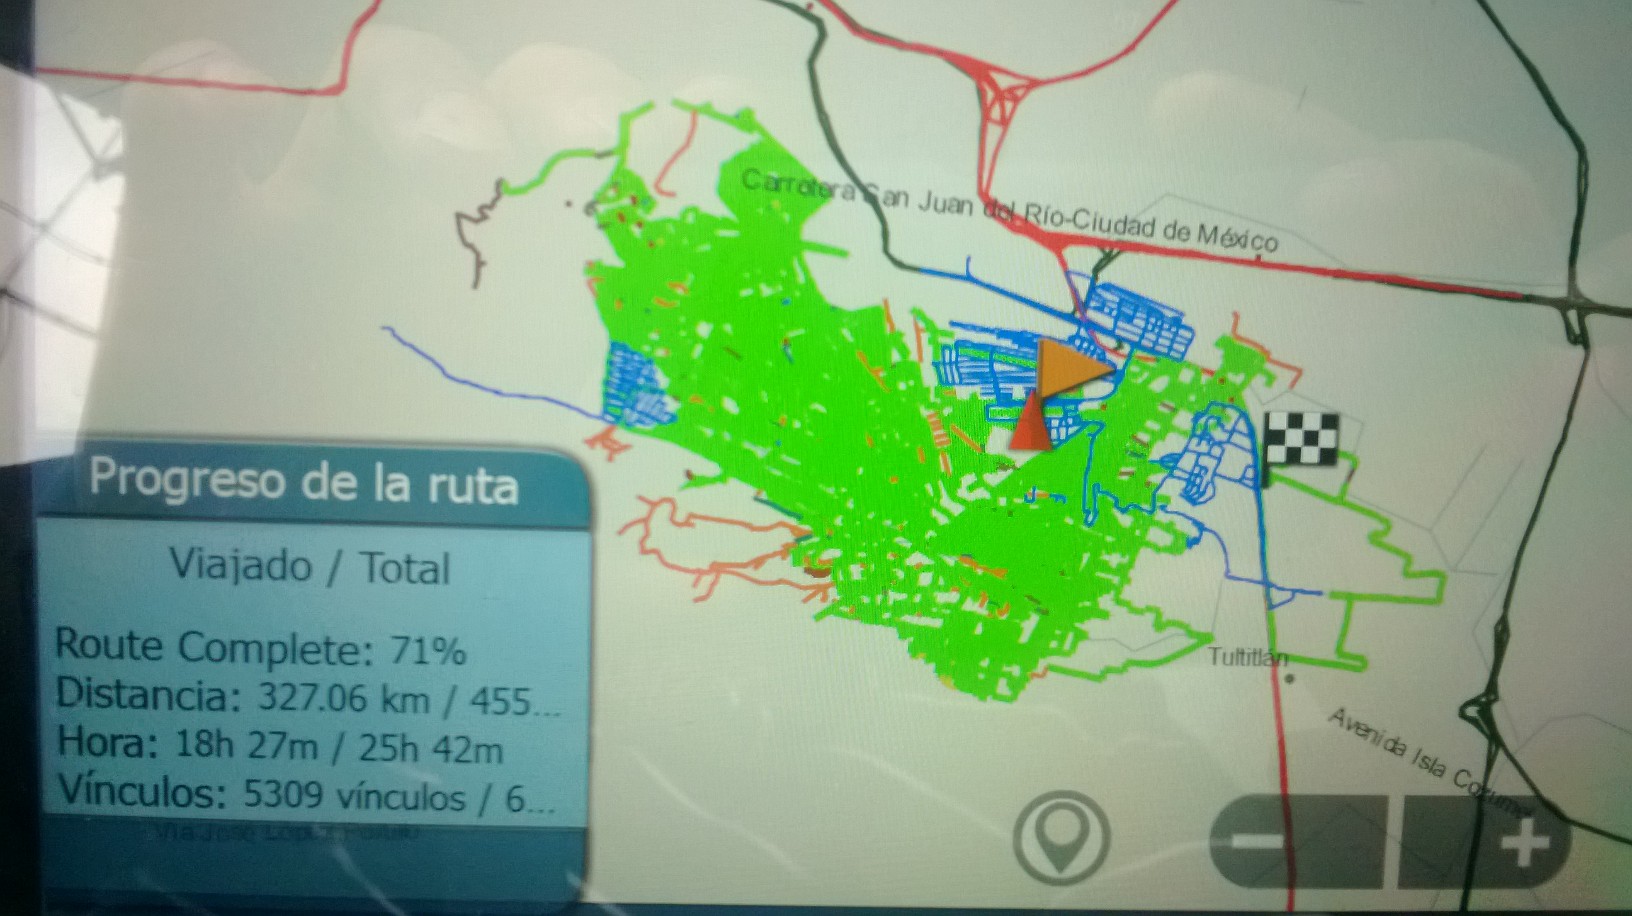 Carretera San Juan del Río-Ciudad de México
Progreso de la ruta
Viajado / Total
Route Complete: 71%
Distancia: 327.06 km / 455...
Hora: 18h 27m / 25h 42m
Vínculos: 5309 vínculos / 6...
Tultitlán
Avenida Isla Cozumel
Vía José López Portillo